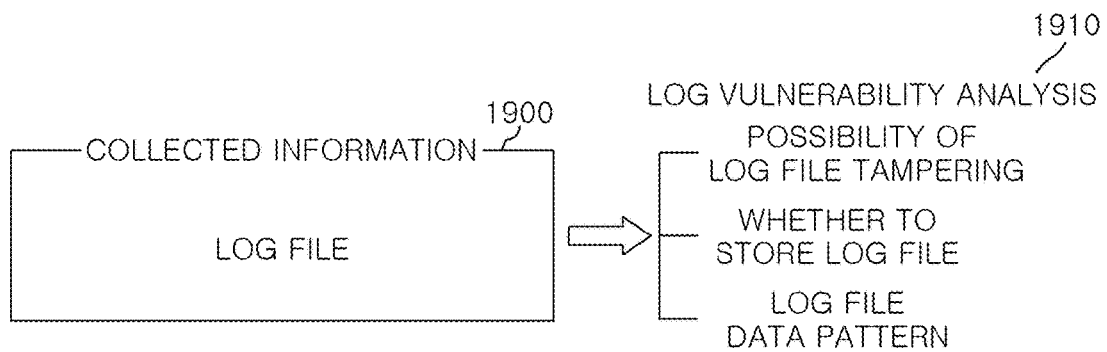 1910
LOG VULNERABILITY ANALYSIS
1900
COLLECTED INFORMATION
LOG FILE
POSSIBILITY OF
LOG FILE TAMPERING
WHETHER TO
STORE LOG FILE
LOG FILE
DATA PATTERN